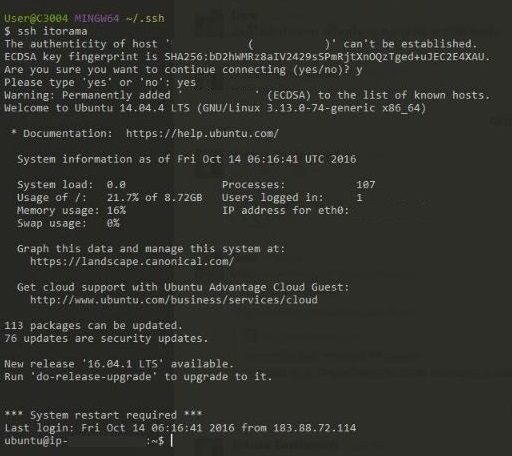 User@C3004 MINGW64 ~/.ssh
$ ssh itorama
The authenticity of host ' ( )' can't be established.
ECDSA key fingerprint is SHA256:bD2hWMRz8aIV2429sSPmRjtXnOQzTged+uJEC2E4XAU.
Are you sure you want to continue connecting (yes/no)? y
Please type 'yes' or 'no': yes
Warning: Permanently added ' ' (ECDSA) to the list of known hosts.
Welcome to Ubuntu 14.04.4 LTS (GNU/Linux 3.13.0-74-generic x86_64)
* Documentation: https://help.ubuntu.com/
System information as of Fri Oct 14 06:16:41 UTC 2016
System load: 0.0 Processes: 107
Usage of /: 21.7% of 8.72GB Users logged in: 1
Memory usage: 16% IP address for eth0:
Swap usage: 0%
Graph this data and manage this system at:
https://landscape.canonical.com/
Get cloud support with Ubuntu Advantage Cloud Guest:
http://www.ubuntu.com/business/services/cloud
113 packages can be updated.
76 updates are security updates.
New release '16.04.1 LTS' available.
Run 'do-release-upgrade' to upgrade to it.
*** System restart required ***
Last login: Fri Oct 14 06:16:41 2016 from 183.88.72.114
ubuntu@ip- :~$